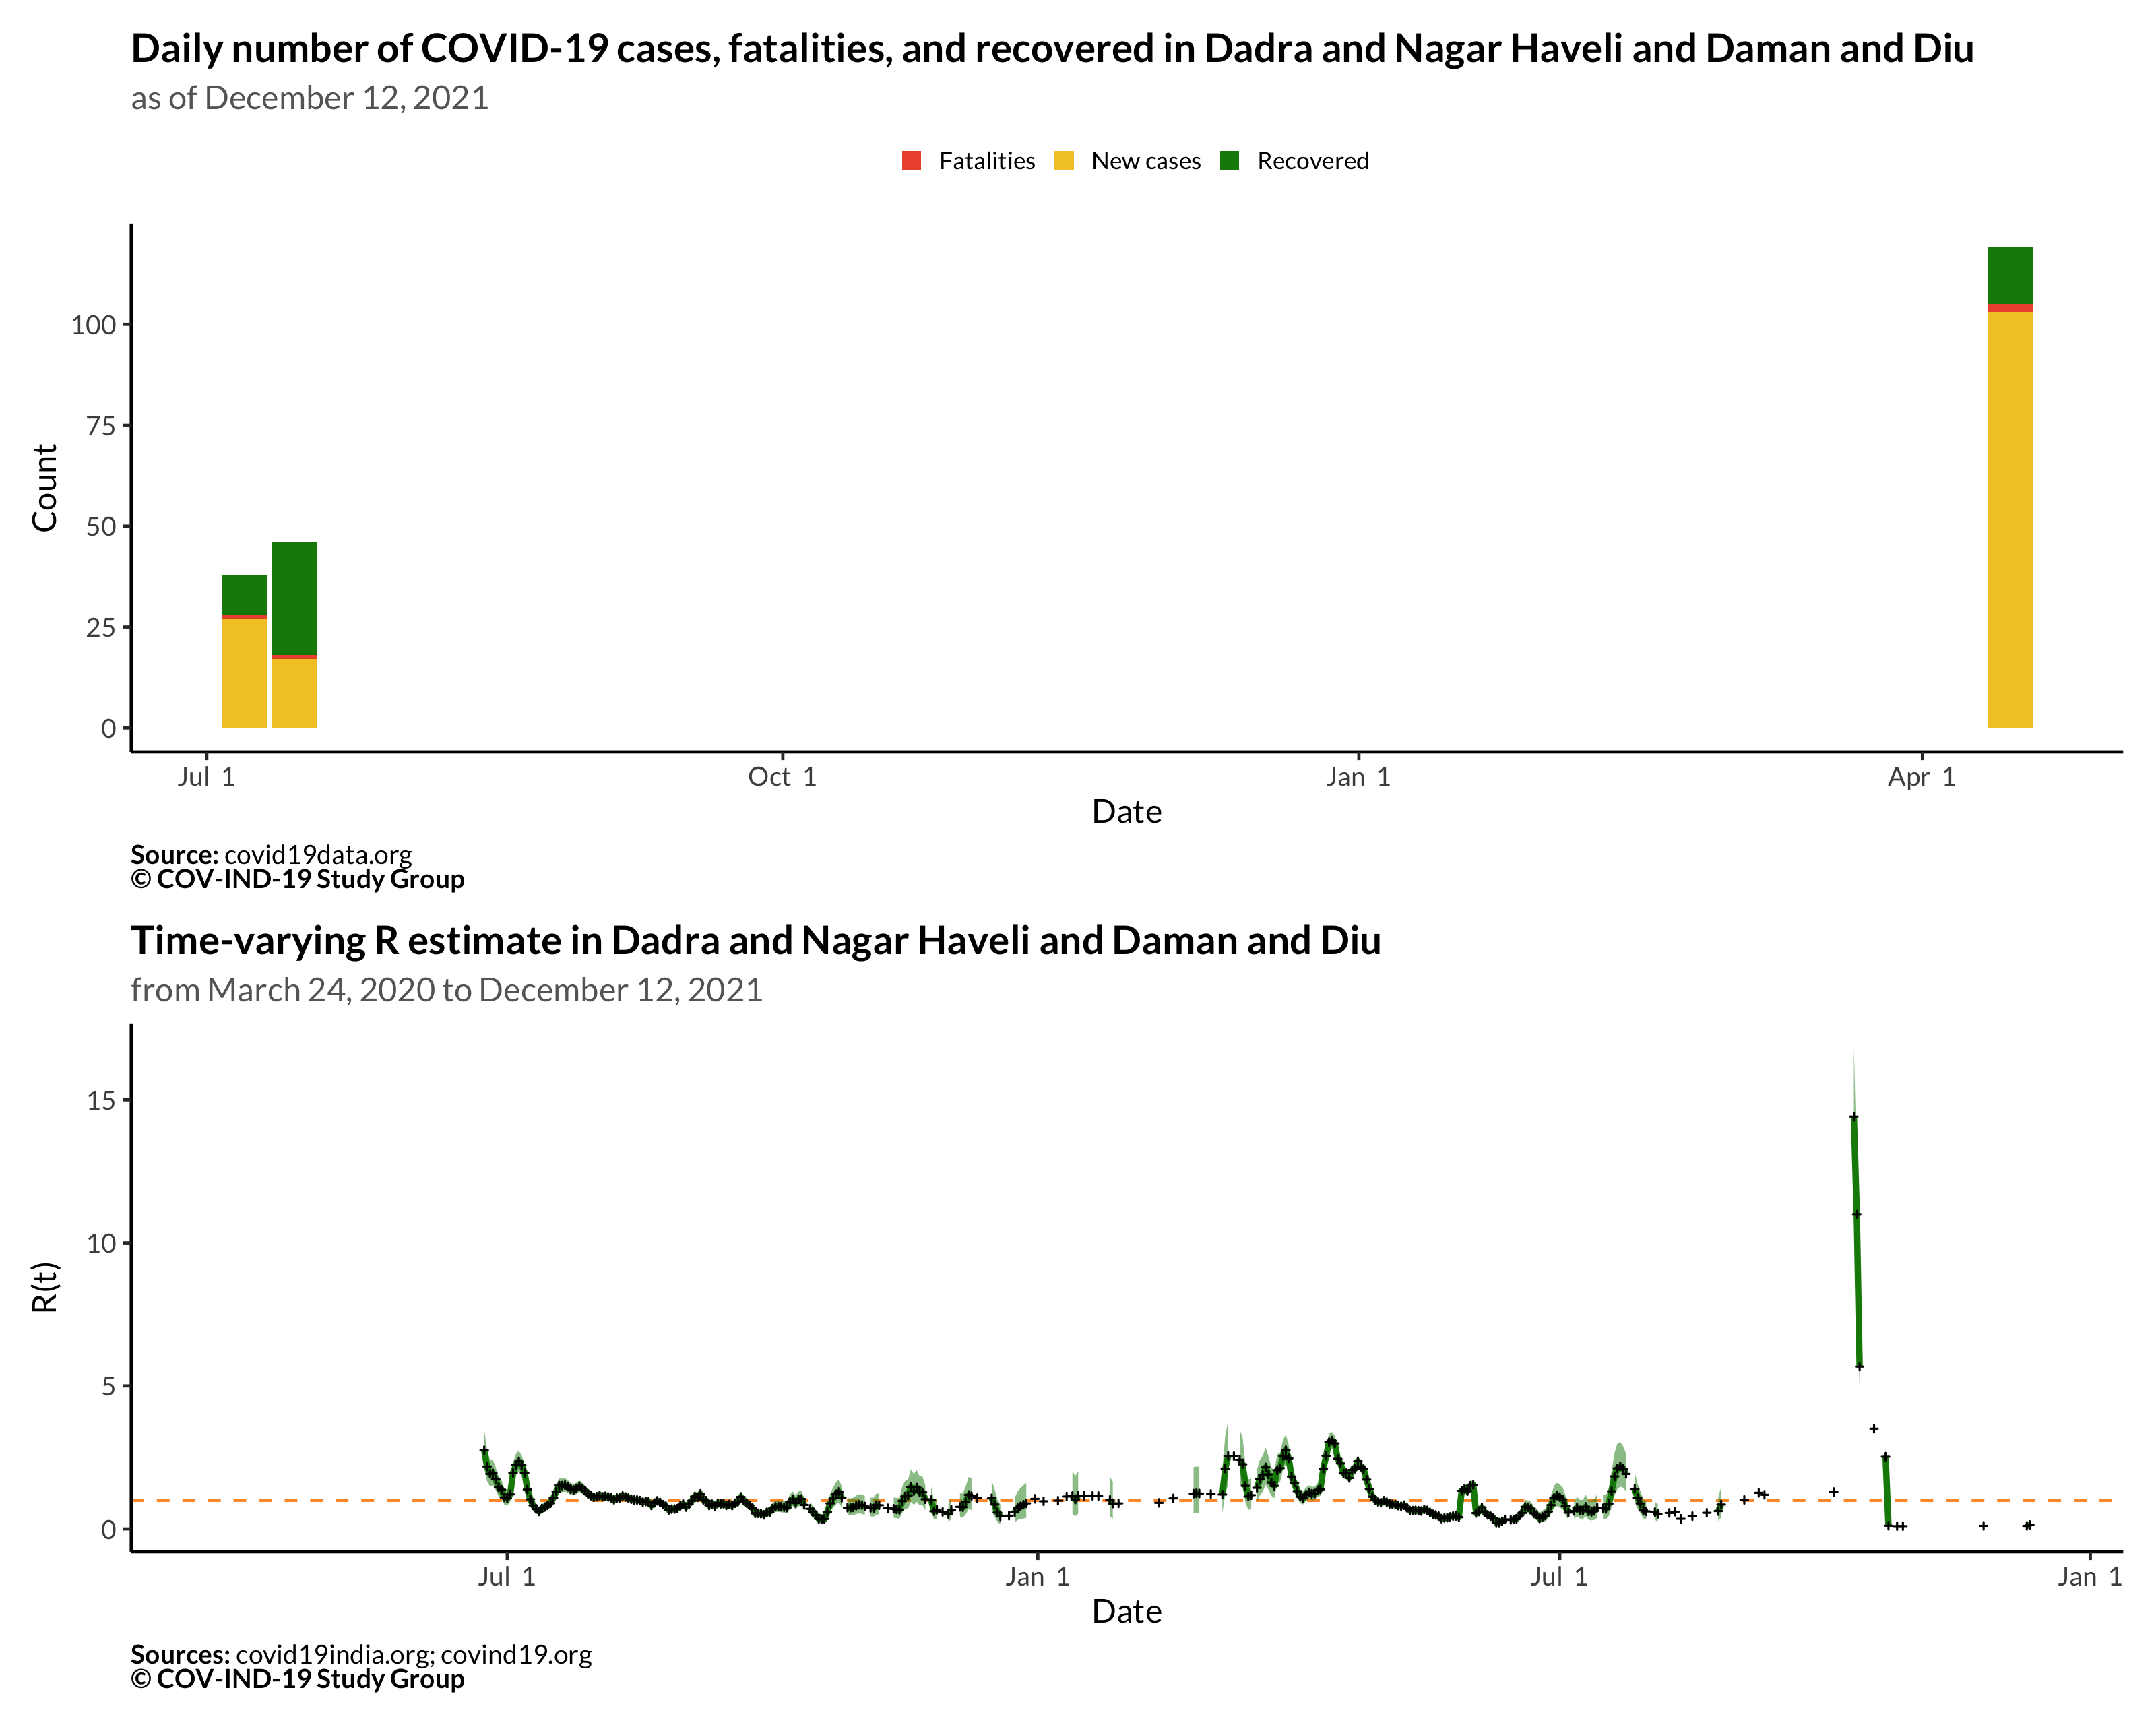 Daily number of COVID-19 cases, fatalities, and recovered in Dadra and Nagar Haveli and Daman and Diu
as of December 12, 2021
Fatalities New cases Recovered
Count
100
75
50
25
0
Jul 1 Oct 1 Jan 1 Apr 1
Date
Source: covid19data.org
© COV-IND-19 Study Group
Time-varying R estimate in Dadra and Nagar Haveli and Daman and Diu
from March 24, 2020 to December 12, 2021
R(t)
15
10
5
0
Jul 1 Jan 1 Jul 1 Jan 1
Date
Sources: covid19india.org; covind19.org
© COV-IND-19 Study Group